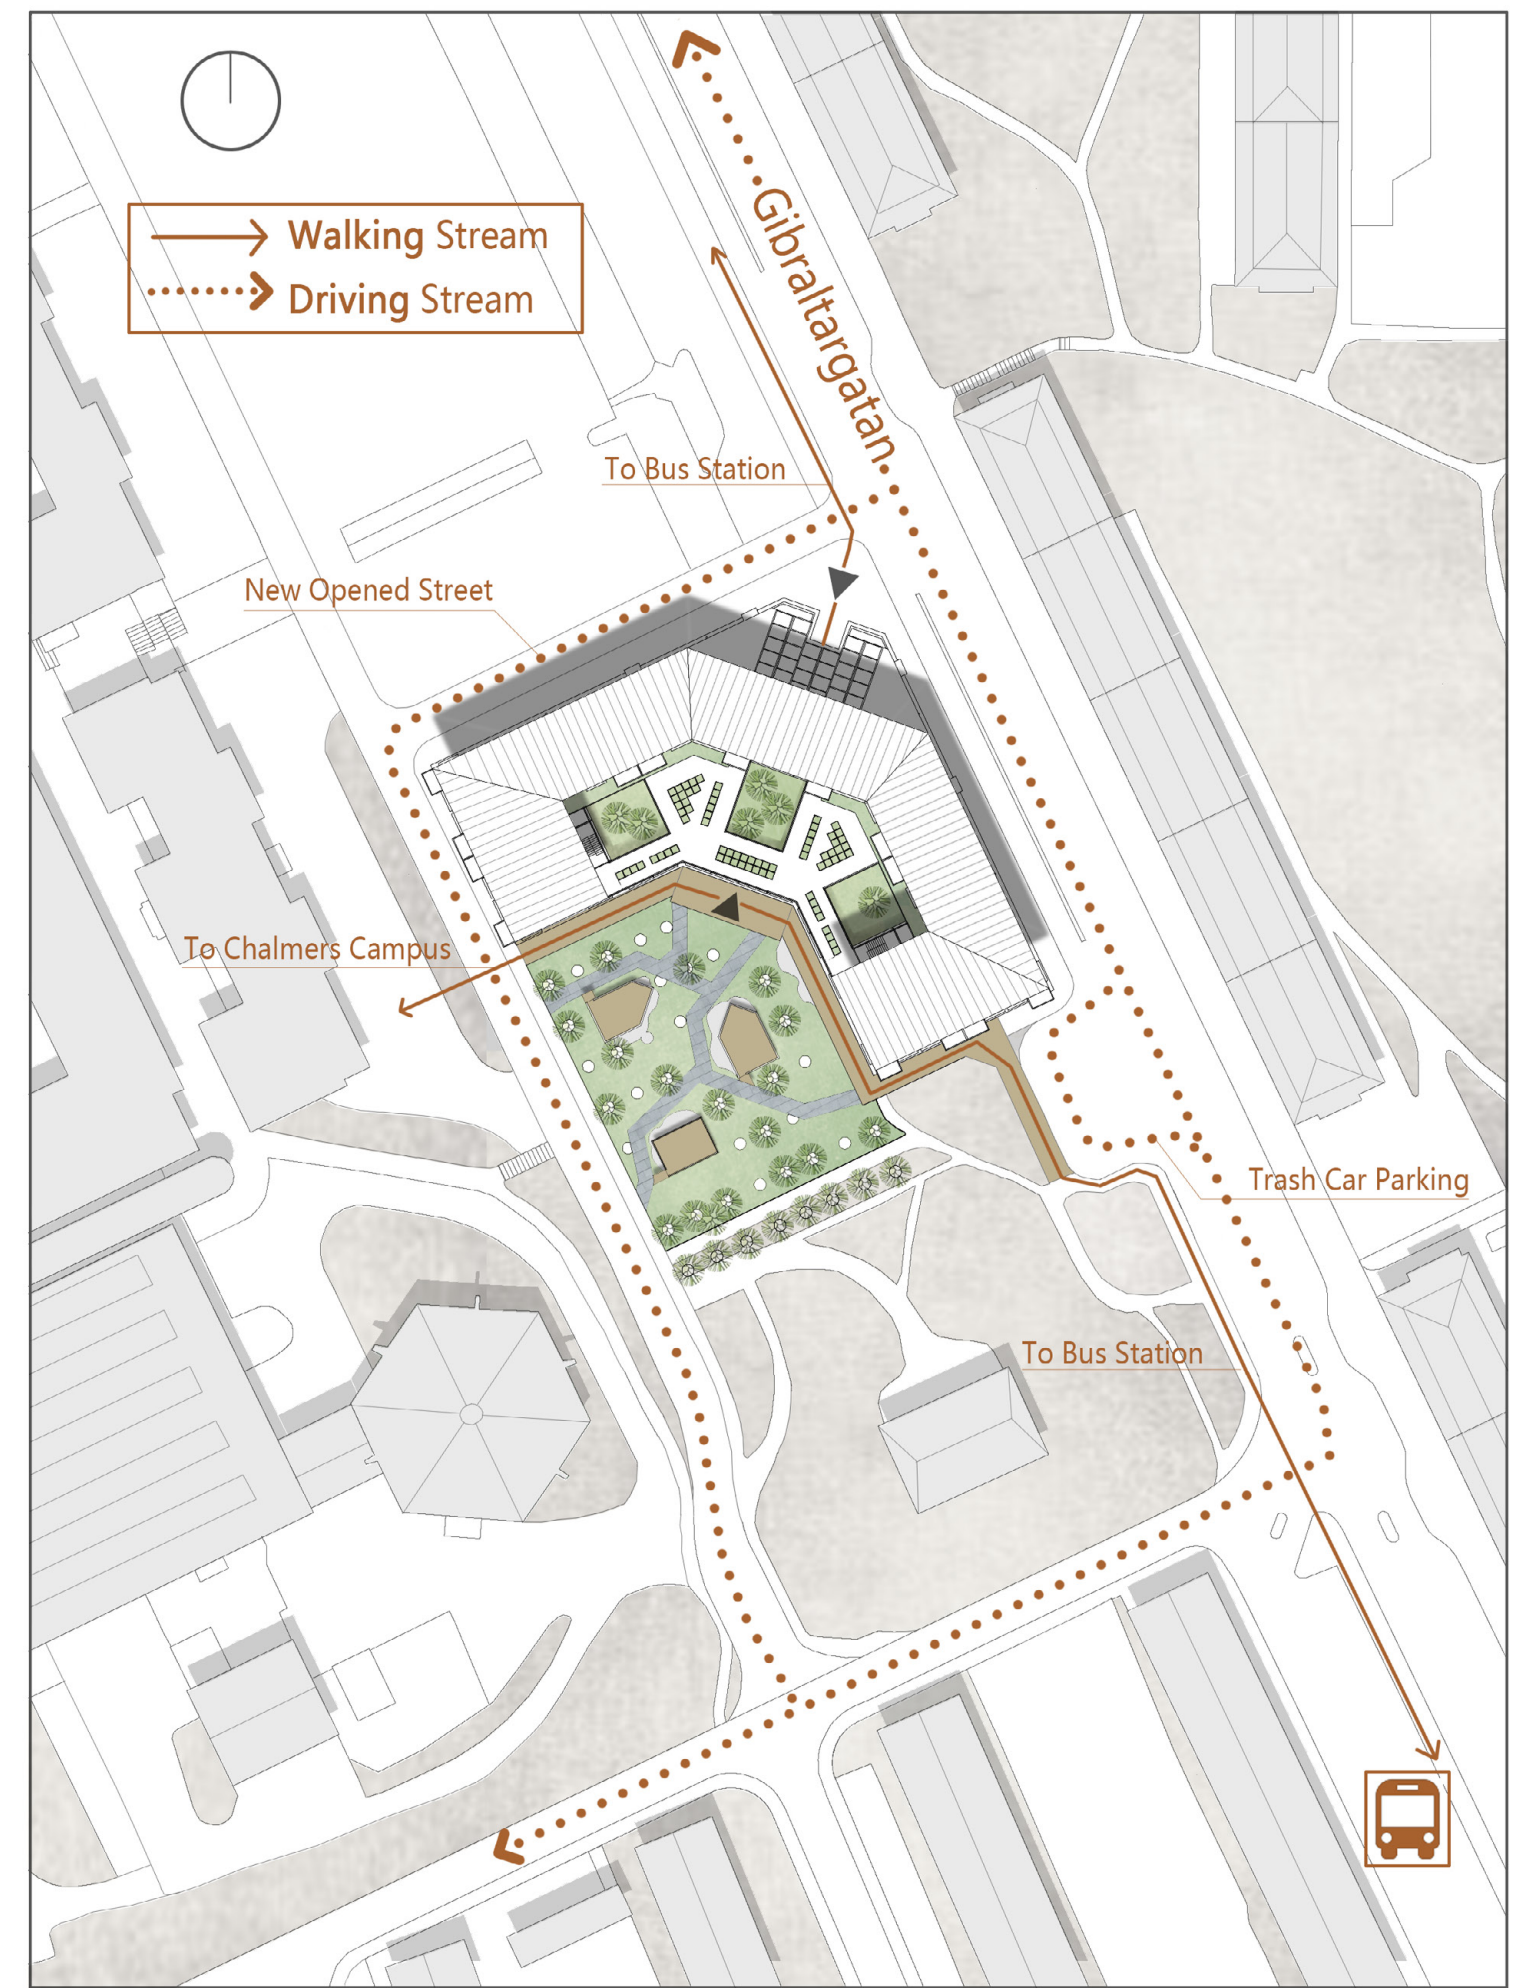 Walking Stream
Driving Stream
Gibraltargatan
To Bus Station
New Opened Street
To Chalmers Campus
Trash Car Parking
To Bus Station